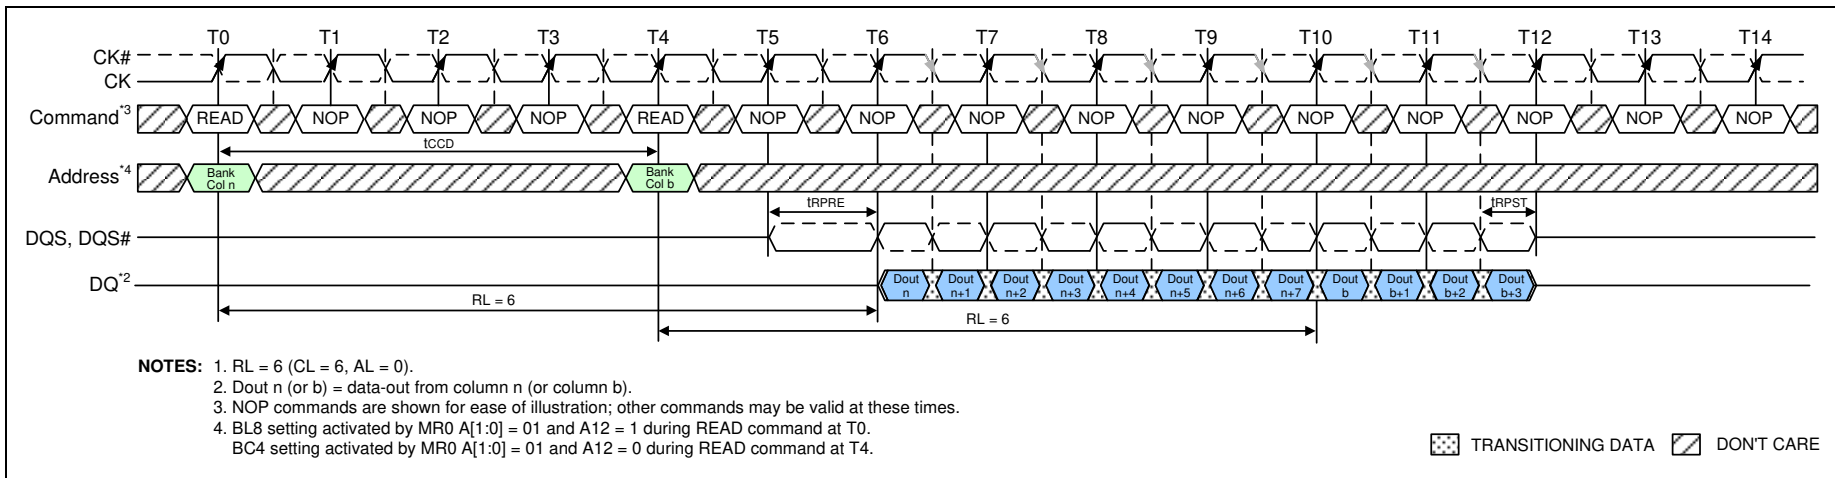 T0 T1 T2 T3 T4 T5 T6 T7 T8 T9 T10 T11 T12 T13 T14
CK#
CK
Command*3 READ NOP NOP NOP READ NOP NOP NOP NOP NOP NOP NOP NOP NOP NOP
tCCD
Address*4 Bank Col n Bank Col b
tRPRE tRPST
DQS, DQS#
DQ*2 Dout n Dout n+1 Dout n+2 Dout n+3 Dout n+4 Dout n+5 Dout n+6 Dout n+7 Dout b Dout b+1 Dout b+2 Dout b+3
RL = 6
RL = 6
NOTES: 1. RL = 6 (CL = 6, AL = 0).
2. Dout n (or b) = data-out from column n (or column b).
3. NOP commands are shown for ease of illustration; other commands may be valid at these times.
4. BL8 setting activated by MR0 A[1:0] = 01 and A12 = 1 during READ command at T0.
BC4 setting activated by MR0 A[1:0] = 01 and A12 = 0 during READ command at T4.
TRANSITIONING DATA DON'T CARE